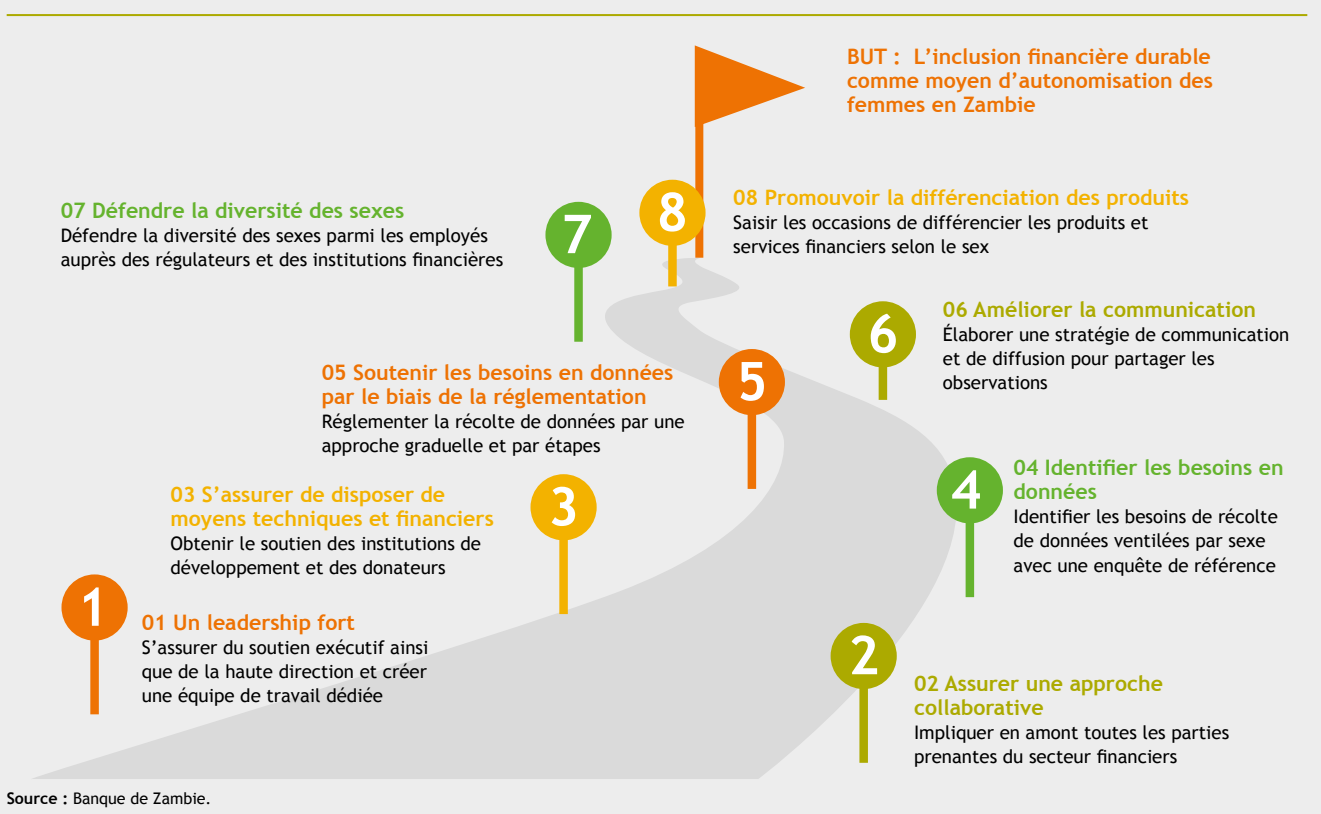 BUT : L'inclusion financière durable
comme moyen d'autonomisation des
femmes en Zambie
07 Défendre la diversité des sexes
Défendre la diversité des sexes parmi les employés
auprès des régulateurs et des institutions financières
7
8
08 Promouvoir la différenciation des produits
Saisir les occasions de différencier les produits et
services financiers selon le sex
6
06 Améliorer la communication
Élaborer une stratégie de communication
et de diffusion pour partager les
observations
05 Soutenir les besoins en données
par le biais de la réglementation
Réglementer la récolte de données par une
approche graduelle et par étapes
5
4
04 Identifier les besoins en
données
Identifier les besoins de récolte
de données ventilées par sexe
avec une enquête de référence
03 S'assurer de disposer de
moyens techniques et financiers
Obtenir le soutien des institutions de
développement et des donateurs
3
1
01 Un leadership fort
S'assurer du soutien exécutif ainsi
que de la haute direction et créer
une équipe de travail dédiée
2
02 Assurer une approche
collaborative
Impliquer en amont toutes les parties
prenantes du secteur financiers
Source : Banque de Zambie.